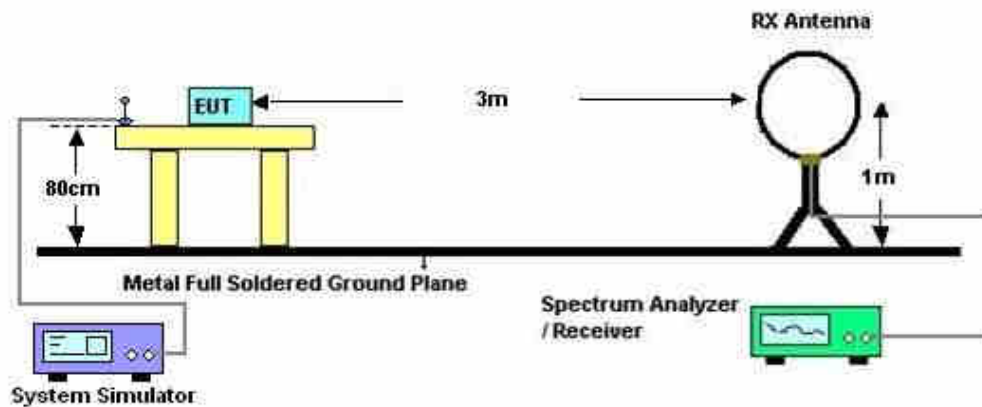 RX Antenna
EUT
3m
80cm
1m
Metal Full Soldered Ground Plane
Spectrum Analyzer
/ Receiver
System Simulator